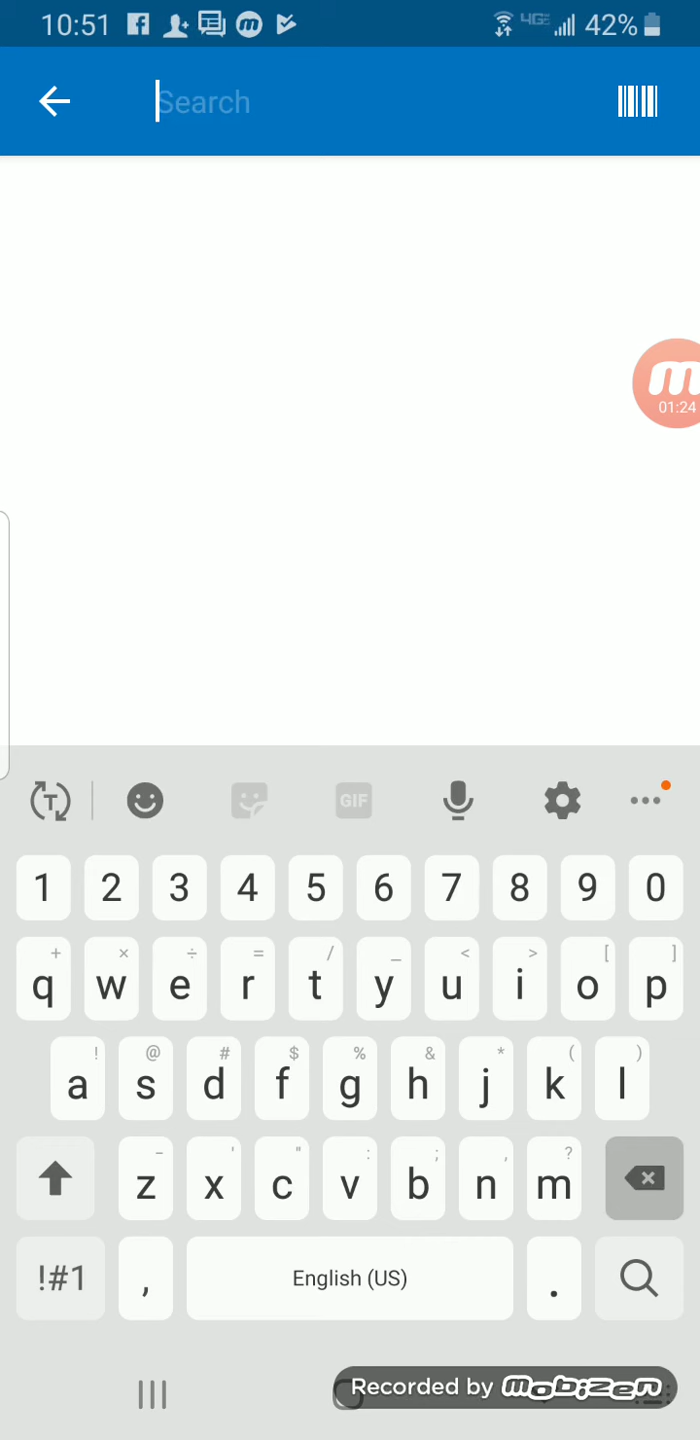 10:51 4GE 42%
Search
01:24
T GIF
1 2 3 4 5 6 7 8 9 0
+ × ÷ = / _ < > [ ]
q w e r t y u i o p
! @ # $ % & * ( )
a s d f g h j k l
- ' " : ; , ?
z x c v b n m
!#1 , English (US) .
Recorded by mobizen